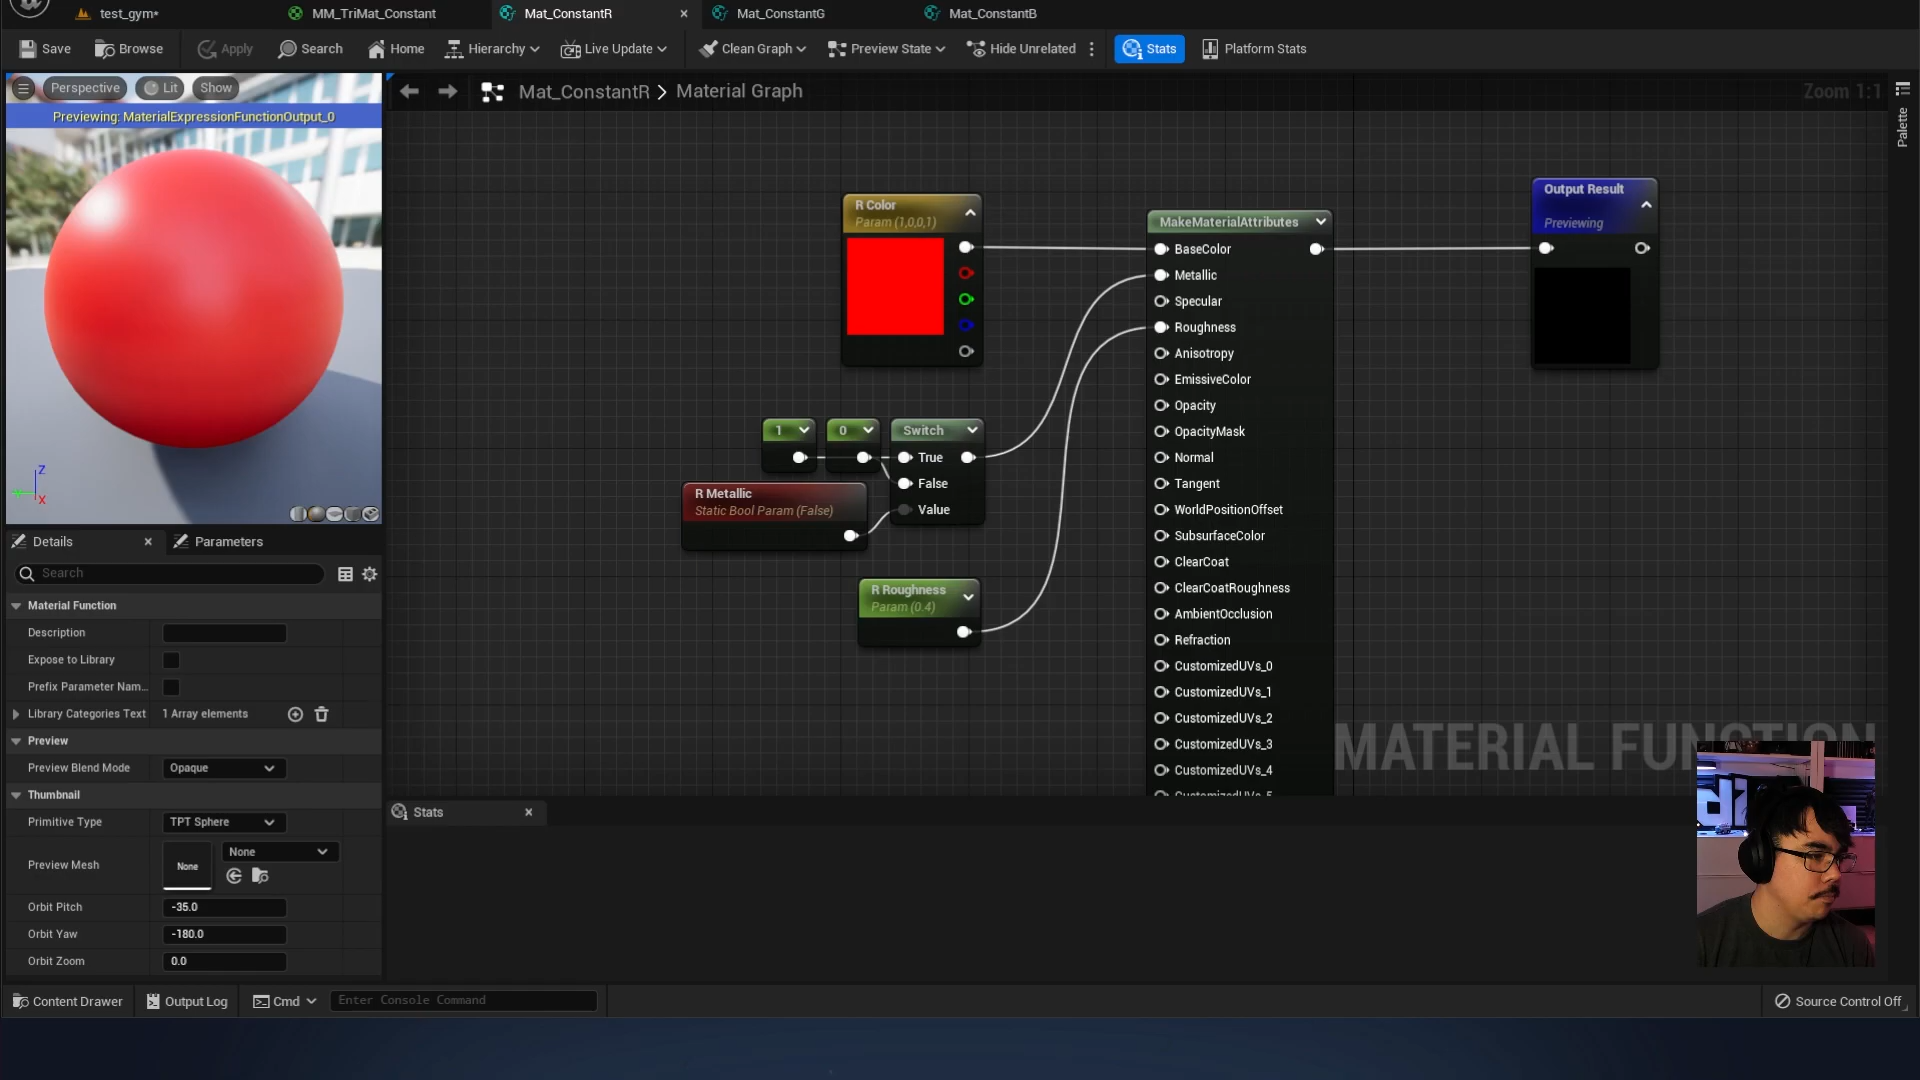 test_gym*
MM_TriMat_Constant
Mat_ConstantR
Mat_ConstantG
Mat_ConstantB
Save
Browse
Apply
Search
Home
Hierarchy
Live Update
Clean Graph
Preview State
Hide Unrelated
Stats
Platform Stats
Perspective
Lit
Show
Previewing: MaterialExpressionFunctionOutput_0
Mat_ConstantR > Material Graph
Zoom 1:1
Palette
R Color
Param (1,0,0,1)
MakeMaterialAttributes
BaseColor
Metallic
Specular
Roughness
Anisotropy
EmissiveColor
Opacity
OpacityMask
Normal
Tangent
WorldPositionOffset
SubsurfaceColor
ClearCoat
ClearCoatRoughness
AmbientOcclusion
Refraction
CustomizedUVs_0
CustomizedUVs_1
CustomizedUVs_2
CustomizedUVs_3
CustomizedUVs_4
CustomizedUVs_5
Output Result
Previewing
1
0
Switch
True
False
Value
R Metallic
Static Bool Param (False)
R Roughness
Param (0.4)
MATERIAL FUNCTION
Z
X
Details
Parameters
Search
Material Function
Description
Expose to Library
Prefix Parameter Nam...
Library Categories Text
1 Array elements
Preview
Preview Blend Mode
Opaque
Thumbnail
Primitive Type
TPT Sphere
Preview Mesh
None
None
Orbit Pitch
-35.0
Orbit Yaw
-180.0
Orbit Zoom
0.0
Stats
Content Drawer
Output Log
Cmd
Enter Console Command
Source Control Off